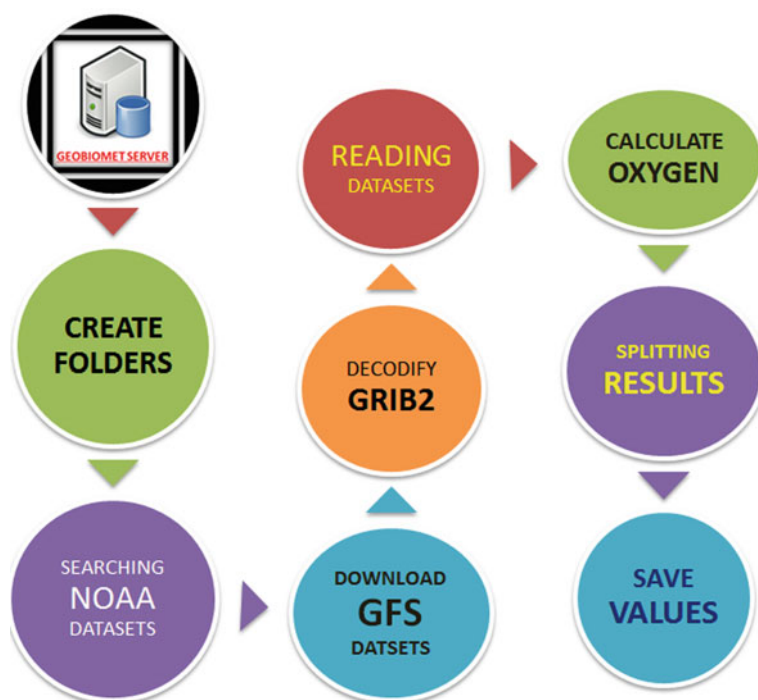 GEOBIOMET SERVER
CREATE
FOLDERS
SEARCHING
NOAA
DATASETS
DOWNLOAD
GFS
DATSETS
DECODIFY
GRIB2
READING
DATASETS
CALCULATE
OXYGEN
SPLITTING
RESULTS
SAVE
VALUES